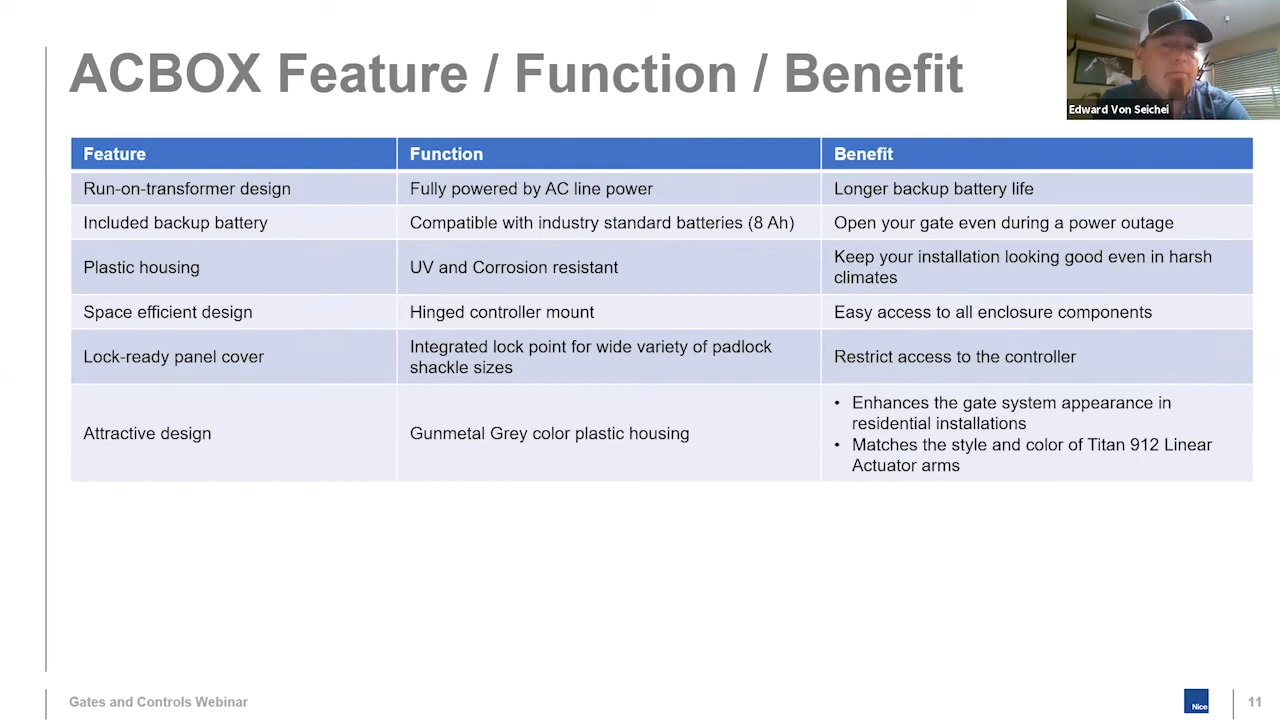 ACBOX Feature / Function / Benefit
Edward Von Seichei
Feature
Function
Benefit
Run-on-transformer design
Fully powered by AC line power
Longer backup battery life
Included backup battery
Compatible with industry standard batteries (8 Ah)
Open your gate even during a power outage
Plastic housing
UV and Corrosion resistant
Keep your installation looking good even in harsh
climates
Space efficient design
Hinged controller mount
Easy access to all enclosure components
Lock-ready panel cover
Integrated lock point for wide variety of padlock
shackle sizes
Restrict access to the controller
Attractive design
Gunmetal Grey color plastic housing
• Enhances the gate system appearance in
residential installations
• Matches the style and color of Titan 912 Linear
Actuator arms
Gates and Controls Webinar
Nice
11